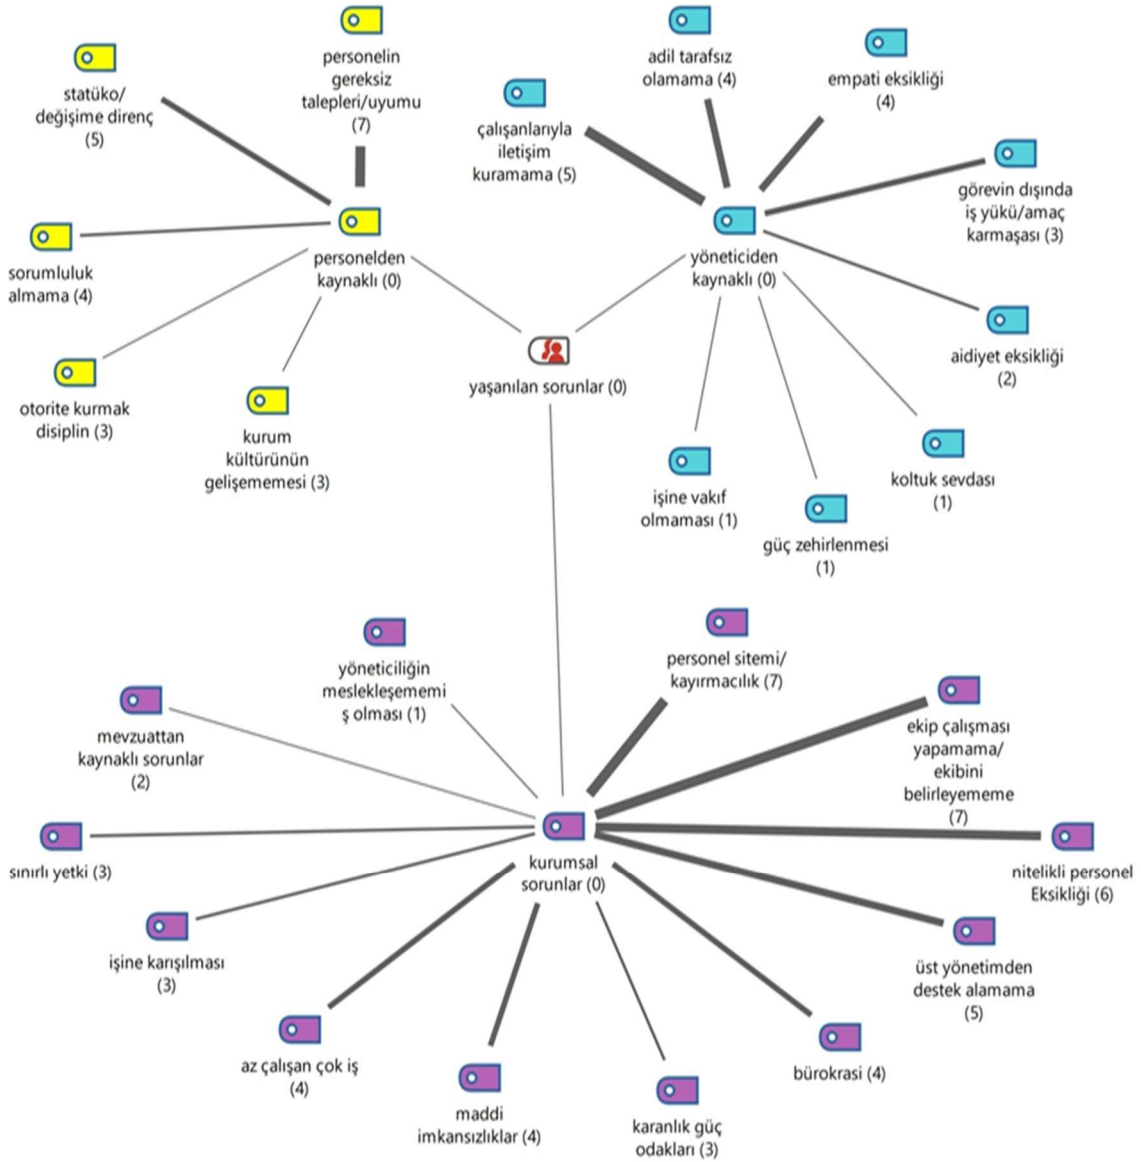 personelin
gereksiz
talepleri/uyumu
(7)
statüko/
değişime direnç
(5)
adil tarafsız
olamama (4)
empati eksikliği
(4)
çalışanlarıyla
iletişim
kuramama (5)
görevin dışında
iş yükü/amaç
karmaşası (3)
personelden
kaynaklı (0)
yöneticiden
kaynaklı (0)
sorumluluk
almama (4)
aidiyet eksikliği
(2)
yaşanılan sorunlar (0)
otorite kurmak
disiplin (3)
kurum
kültürünün
gelişememesi (3)
koltuk sevdası
(1)
işine vakıf
olmaması (1)
güç zehirlenmesi
(1)
yöneticiliğin
meslekleşememi
ş olması (1)
personel sitemi/
kayırmacılık (7)
mevzuattan
kaynaklı sorunlar
(2)
ekip çalışması
yapamama/
ekibini
belirleyememe
(7)
sınırlı yetki (3)
kurumsal
sorunlar (0)
nitelikli personel
Eksikliği (6)
işine karışılması
(3)
üst yönetimden
destek alamama
(5)
az çalışan çok iş
(4)
bürokrasi (4)
maddi
imkansızlıklar (4)
karanlık güç
odakları (3)